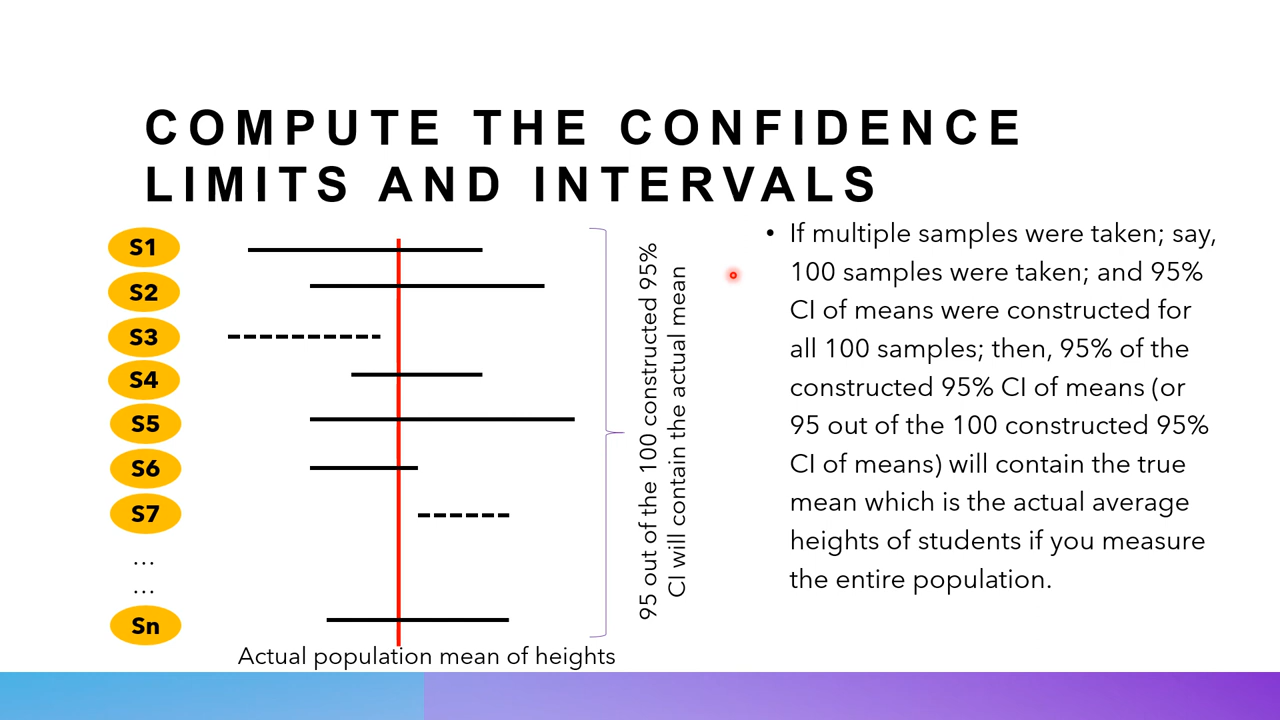 COMPUTE THE CONFIDENCE
LIMITS AND INTERVALS
S1
S2
S3
S4
S5
S6
S7
...
...
Sn
Actual population mean of heights
95 out of the 100 constructed 95%
CI will contain the actual mean
• If multiple samples were taken; say,
100 samples were taken; and 95%
CI of means were constructed for
all 100 samples; then, 95% of the
constructed 95% CI of means (or
95 out of the 100 constructed 95%
CI of means) will contain the true
mean which is the actual average
heights of students if you measure
the entire population.